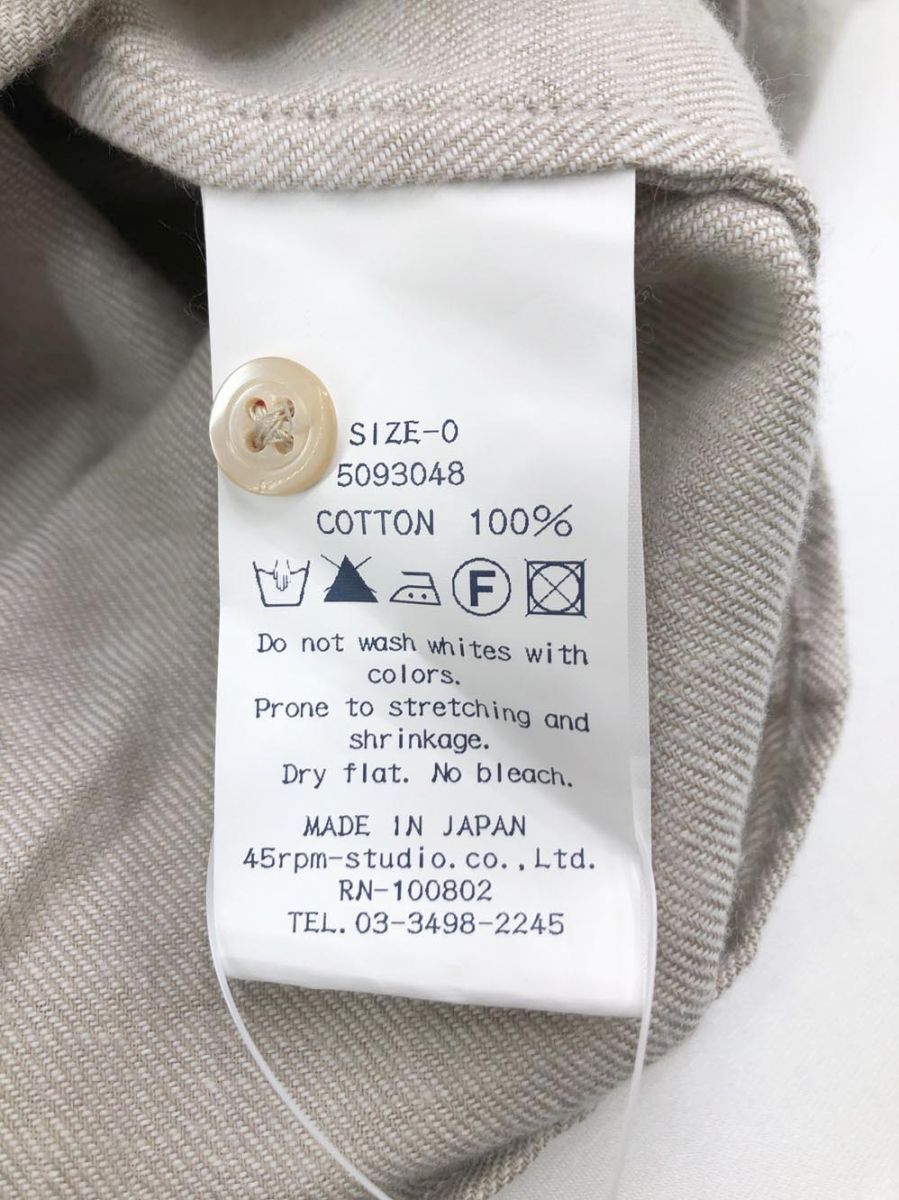 SIZE-0
5093048
COTTON 100%
F
Do not wash whites with
colors.
Prone to stretching and
shrinkage.
Dry flat. No bleach.
MADE IN JAPAN
45rpm-studio.co.,Ltd.
RN-100802
TEL.03-3498-2245